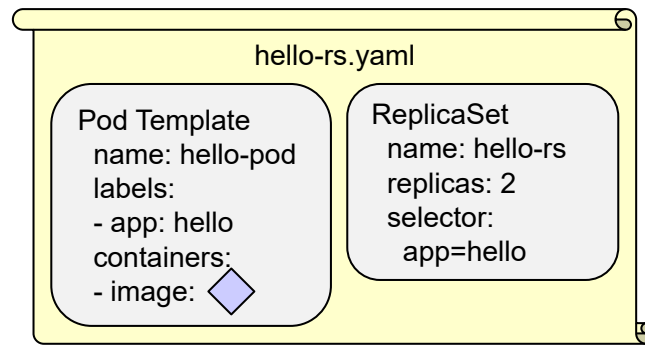 hello-rs.yaml
Pod Template
name: hello-pod
labels:
- app: hello
containers:
- image:
ReplicaSet
name: hello-rs
replicas: 2
selector:
app=hello